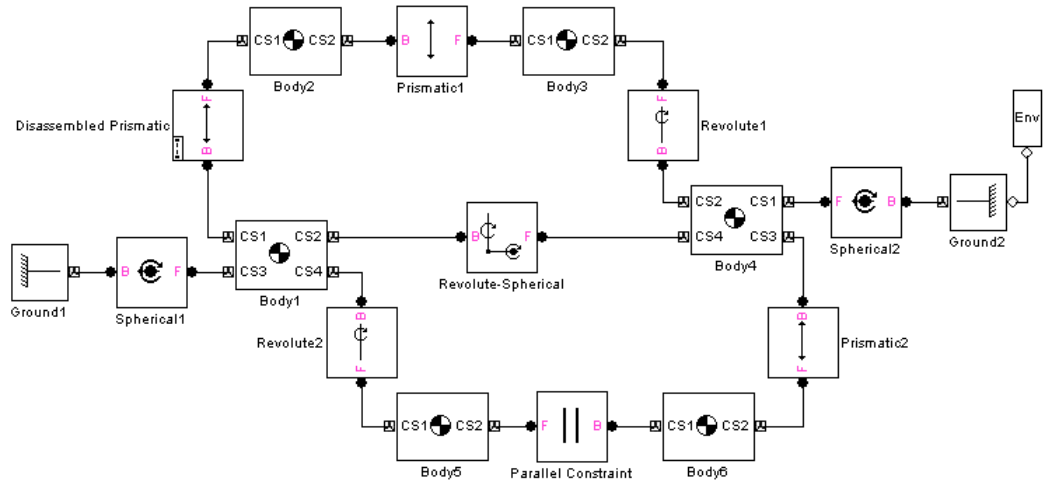 CS1 CS2
B F
CS1 CS2
Body2
Prismatic1
Body3
F
B
Disassembled Prismatic
F
B
Revolute1
Env
CS2 CS1
CS4 CS3
F B
Spherical2
Ground2
Body4
CS1 CS2
CS3 CS4
B F
Revolute-Spherical
B F
Ground1
Spherical1
Body1
B
F
Revolute2
B
F
Prismatic2
CS1 CS2
F B
CS1 CS2
Body5
Parallel Constraint
Body6